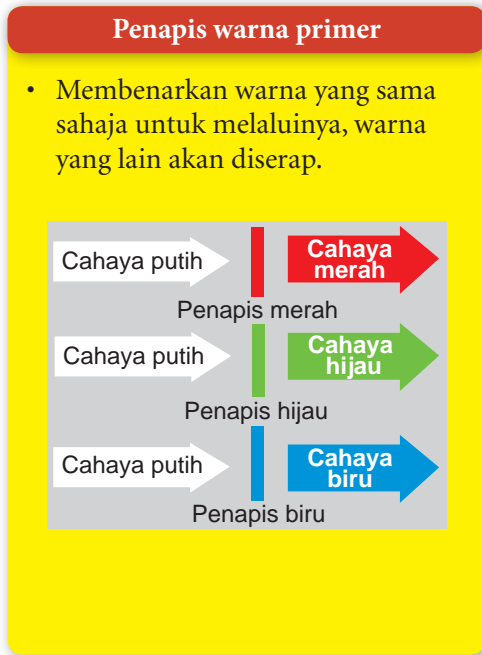 Penapis warna primer
• Membenarkan warna yang sama
sahaja untuk melaluinya, warna
yang lain akan diserap.
Cahaya putih
Cahaya
merah
Penapis merah
Cahaya putih
Cahaya
hijau
Penapis hijau
Cahaya putih
Cahaya
biru
Penapis biru